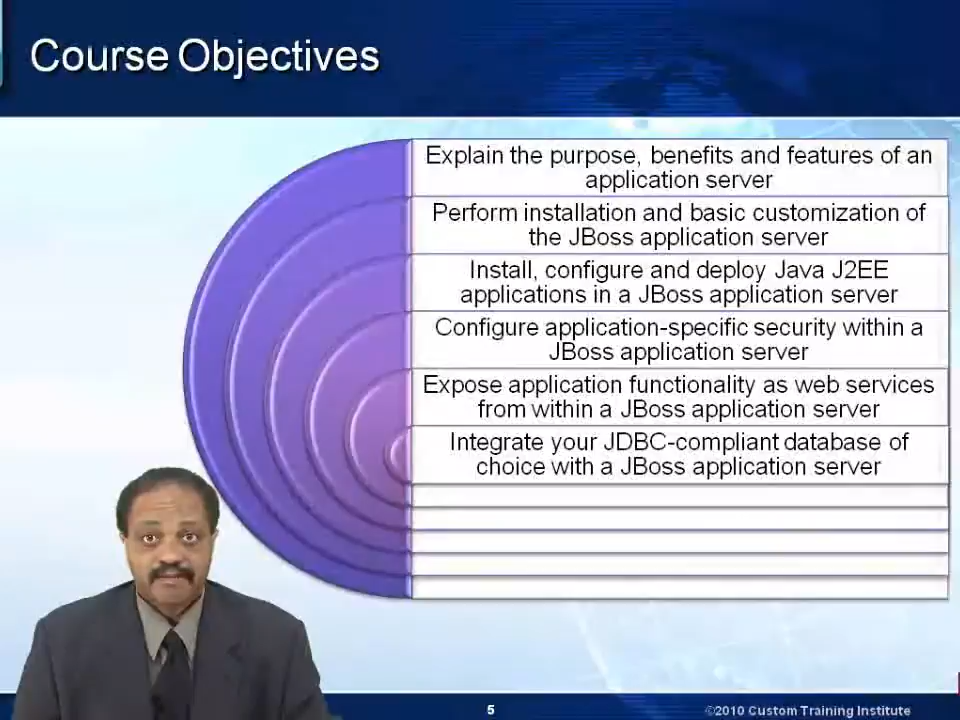 Course Objectives
Explain the purpose, benefits and features of an
application server
Perform installation and basic customization of
the JBoss application server
Install, configure and deploy Java J2EE
applications in a JBoss application server
Configure application-specific security within a
JBoss application server
Expose application functionality as web services
from within a JBoss application server
Integrate your JDBC-compliant database of
choice with a JBoss application server
5
©2010 Custom Training Institute